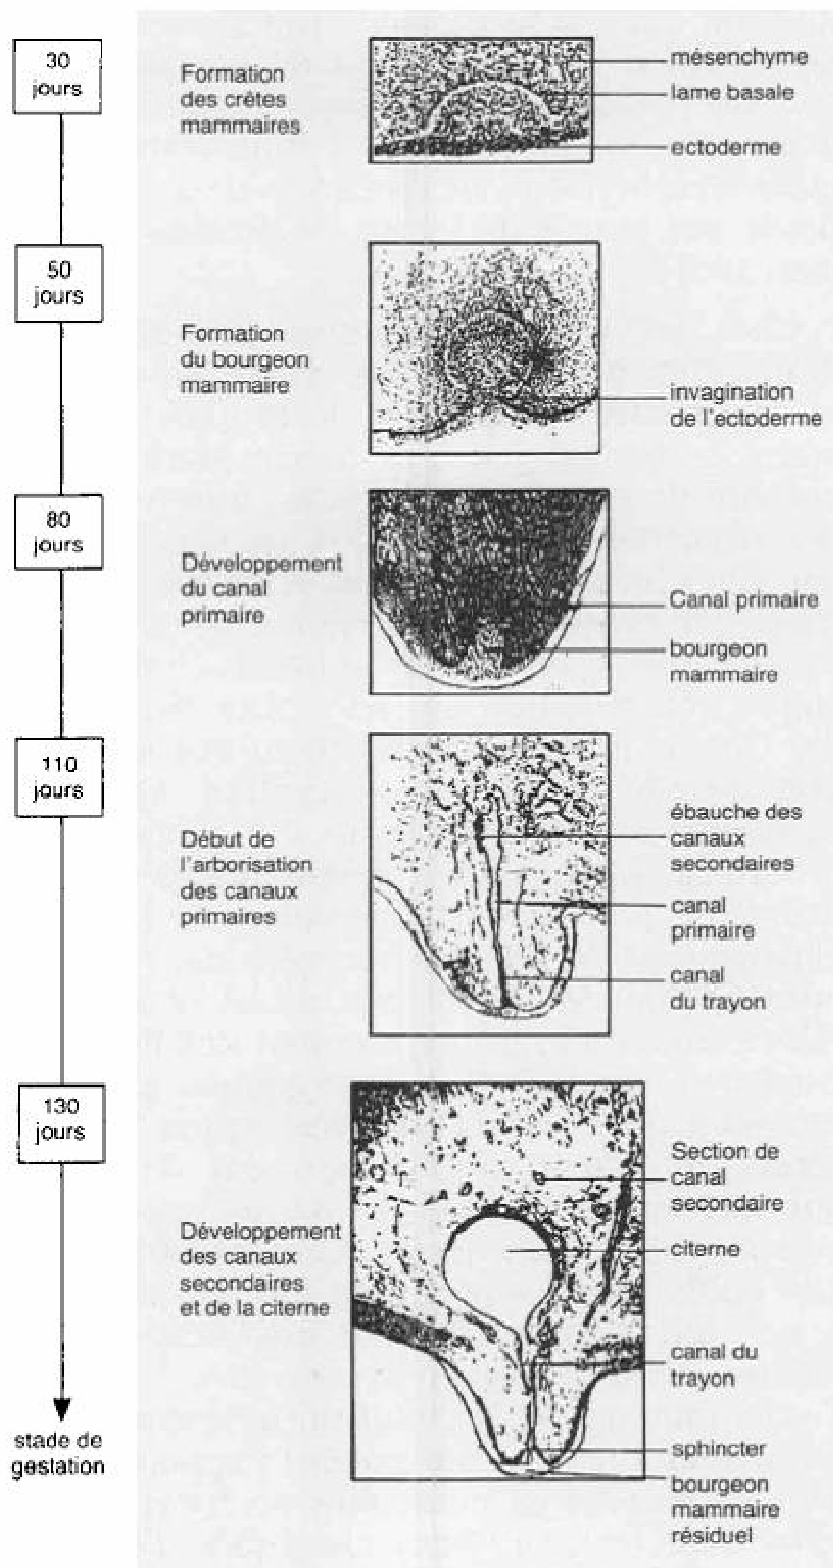 30
jours
Formation
des crêtes
mammaires
mésenchyme
lame basale
ectoderme
50
jours
Formation
du bourgeon
mammaire
invagination
de l'ectoderme
80
jours
Développement
du canal
primaire
Canal primaire
bourgeon
mammaire
110
jours
Début de
l'arborisation
des canaux
primaires
ébauche des
canaux
secondaires
canal
primaire
canal
du trayon
130
jours
Développement
des canaux
secondaires
et de la citerne
Section de
canal
secondaire
citerne
canal du
trayon
sphincter
bourgeon
mammaire
résiduel
stade de
gestation